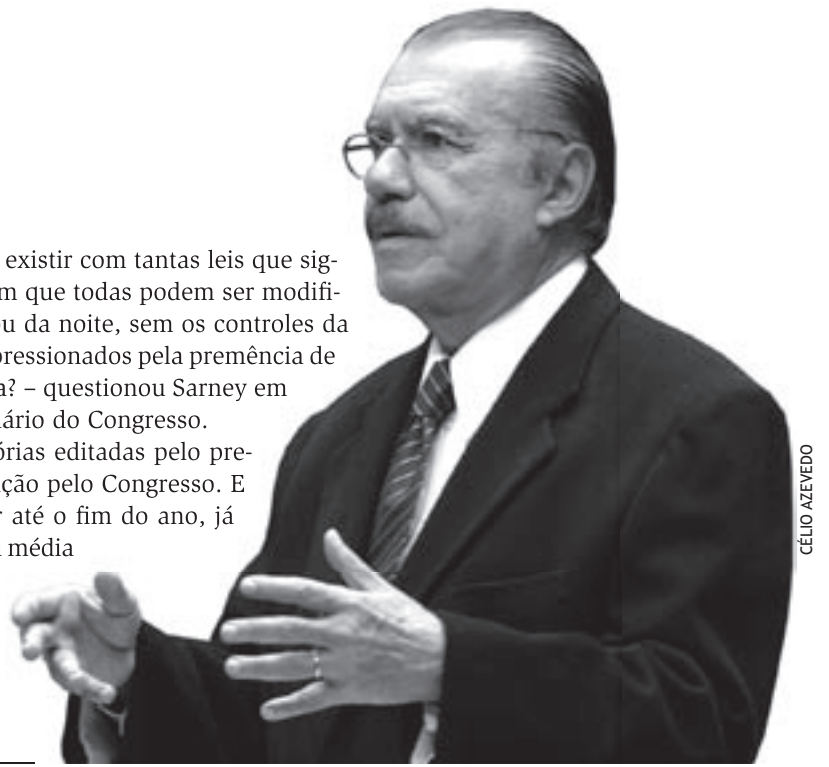 existir com tantas leis que sig-
m que todas podem ser modifi-
u da noite, sem os controles da
pressionados pela premência de
a? – questionou Sarney em
ário do Congresso.
órias editadas pelo pre-
ção pelo Congresso. E
r até o fim do ano, já
média
CÉLIO AZEVEDO